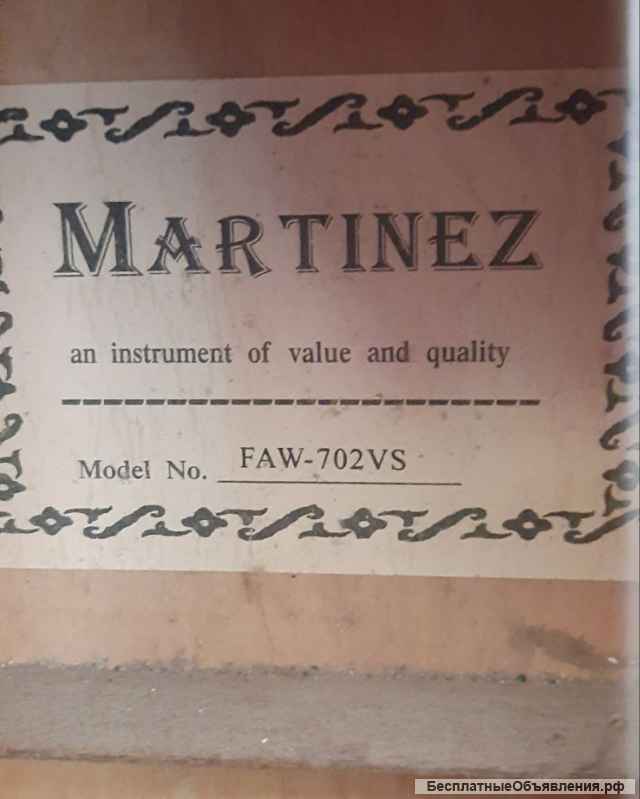 MARTINEZ
an instrument of value and quality
Model No. FAW-702VS
БесплатныеОбъявления.рф